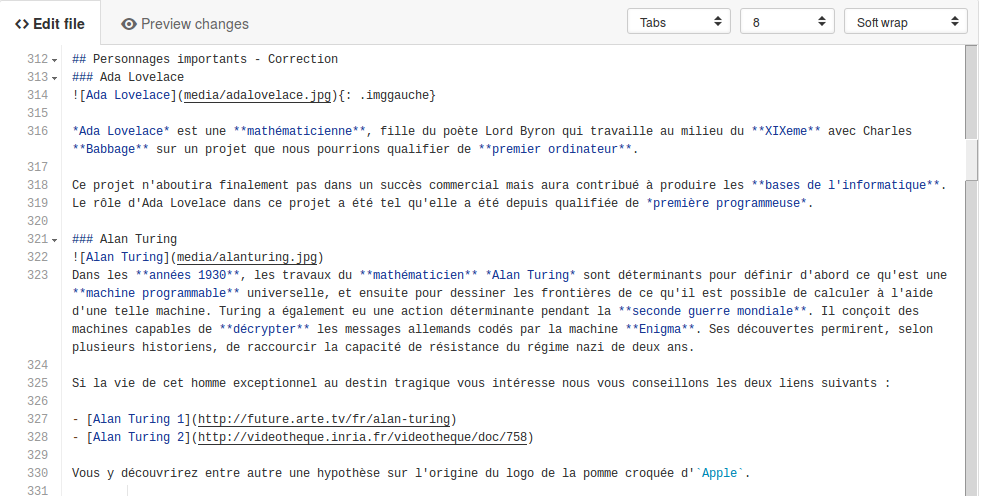 Edit file Preview changes Tabs 8 Soft wrap
312 ## Personnages importants - Correction
313 ### Ada Lovelace
314 ![Ada Lovelace](media/adalovelace.jpg){: .imggauche}
315
316 *Ada Lovelace* est une **mathématicienne**, fille du poète Lord Byron qui travaille au milieu du **XIXeme** avec Charles
**Babbage** sur un projet que nous pourrions qualifier de **premier ordinateur**.
317
318 Ce projet n'aboutira finalement pas dans un succès commercial mais aura contribué à produire les **bases de l'informatique**.
319 Le rôle d'Ada Lovelace dans ce projet a été tel qu'elle a été depuis qualifiée de *première programmeuse*.
320
321 ### Alan Turing
322 ![Alan Turing](media/alanturing.jpg)
323 Dans les **années 1930**, les travaux du **mathématicien** *Alan Turing* sont déterminants pour définir d'abord ce qu'est une
**machine programmable** universelle, et ensuite pour dessiner les frontières de ce qu'il est possible de calculer à l'aide
d'une telle machine. Turing a également eu une action déterminante pendant la **seconde guerre mondiale**. Il conçoit des
machines capables de **décrypter** les messages allemands codés par la machine **Enigma**. Ses découvertes permirent, selon
plusieurs historiens, de raccourcir la capacité de résistance du régime nazi de deux ans.
324
325 Si la vie de cet homme exceptionnel au destin tragique vous intéresse nous vous conseillons les deux liens suivants :
326
327 - [Alan Turing 1](http://future.arte.tv/fr/alan-turing)
328 - [Alan Turing 2](http://videotheque.inria.fr/videotheque/doc/758)
329
330 Vous y découvrirez entre autre une hypothèse sur l'origine du logo de la pomme croquée d'`Apple`.
331